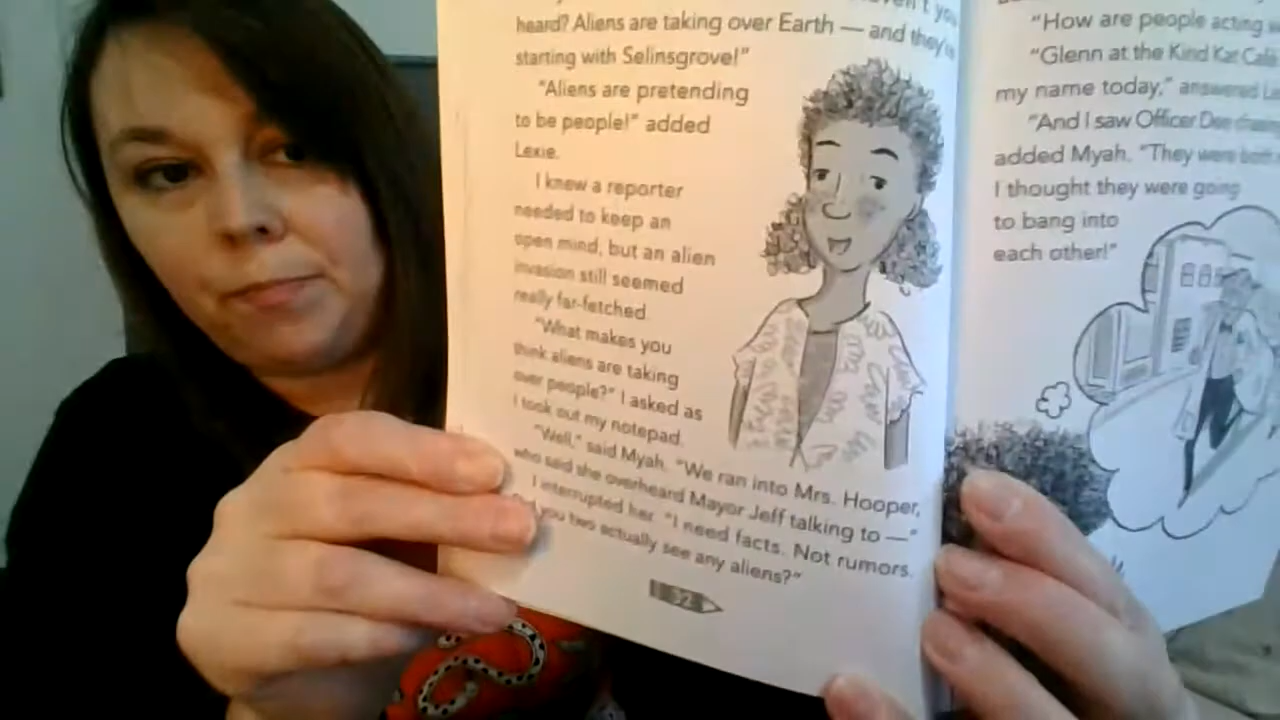 heard? Aliens are taking over Earth — and they're
starting with Selinsgrove!"
"Aliens are pretending
to be people!" added
Lexie.
I knew a reporter
needed to keep an
open mind, but an alien
invasion still seemed
really far-fetched.
"What makes you
think aliens are taking
over people?" I asked as
I took out my notepad.
"Well," said Myah. "We ran into Mrs. Hooper,
who said she overheard Mayor Jeff talking to —"
I interrupted her. "I need facts. Not rumors.
you two actually see any aliens?"
32
"How are people acting
"Glenn at the Kind Kat Café
my name today," answered
"And I saw Officer Dee
added Myah. "They were both
I thought they were going
to bang into
each other!"